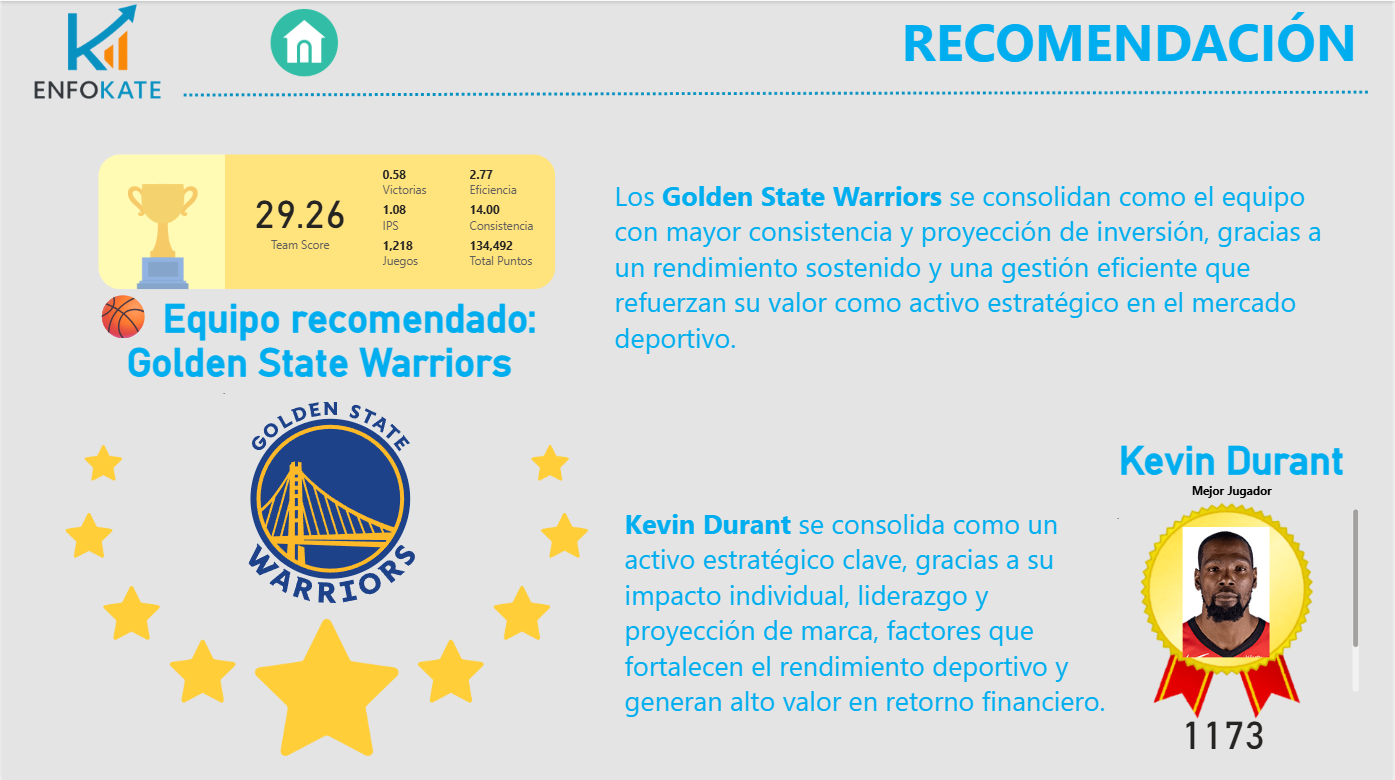 ENFOKATE
RECOMENDACIÓN
29.26
Team Score
0.58
Victorias
2.77
Eficiencia
1.08
IPS
14.00
Consistencia
1,218
Juegos
134,492
Total Puntos
Equipo recomendado:
Golden State Warriors
GOLDEN STATE
WARRIORS
Los Golden State Warriors se consolidan como el equipo
con mayor consistencia y proyección de inversión, gracias a
un rendimiento sostenido y una gestión eficiente que
refuerzan su valor como activo estratégico en el mercado
deportivo.
Kevin Durant se consolida como un
activo estratégico clave, gracias a su
impacto individual, liderazgo y
proyección de marca, factores que
fortalecen el rendimiento deportivo y
generan alto valor en retorno financiero.
Kevin Durant
Mejor Jugador
1173